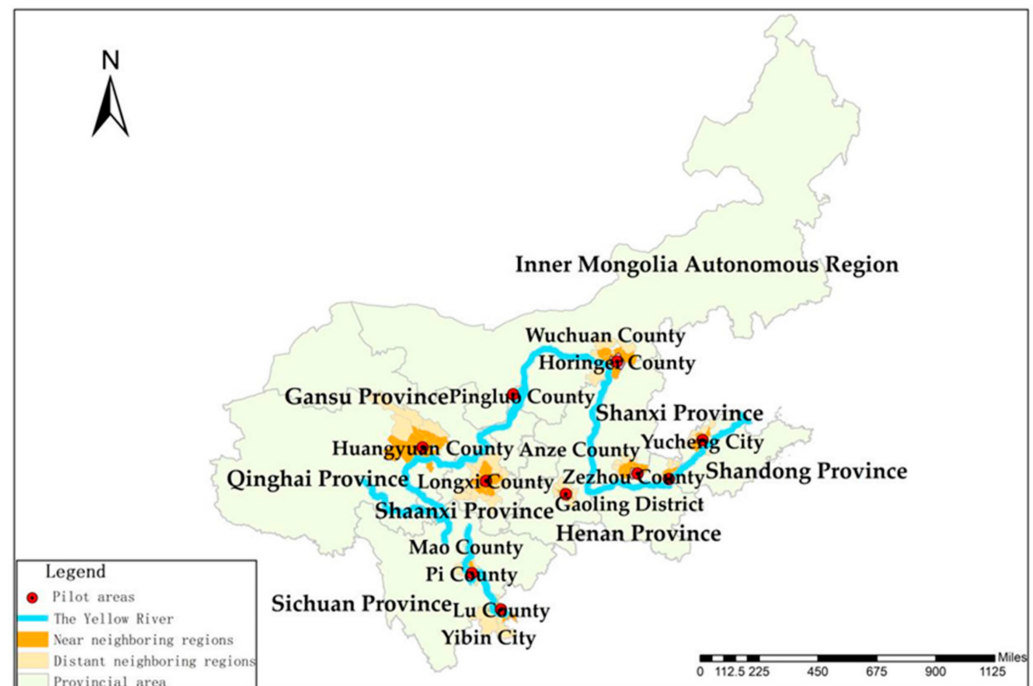 N
Inner Mongolia Autonomous Region
Wuchuan County
Horinger County
Gansu Province
Pingluo County
Shanxi Province
Huangyuan County
Anze County
Yucheng City
Qinghai Province
Longxi County
Zezhou County
Shandong Province
Shaanxi Province
Gaoling District
Henan Province
Mao County
Pi County
Sichuan Province
Lu County
Yibin City
Legend
Pilot areas
The Yellow River
Near neighboring regions
Distant neighboring regions
Provincial area
Miles
0 112.5 225 450 675 900 1125